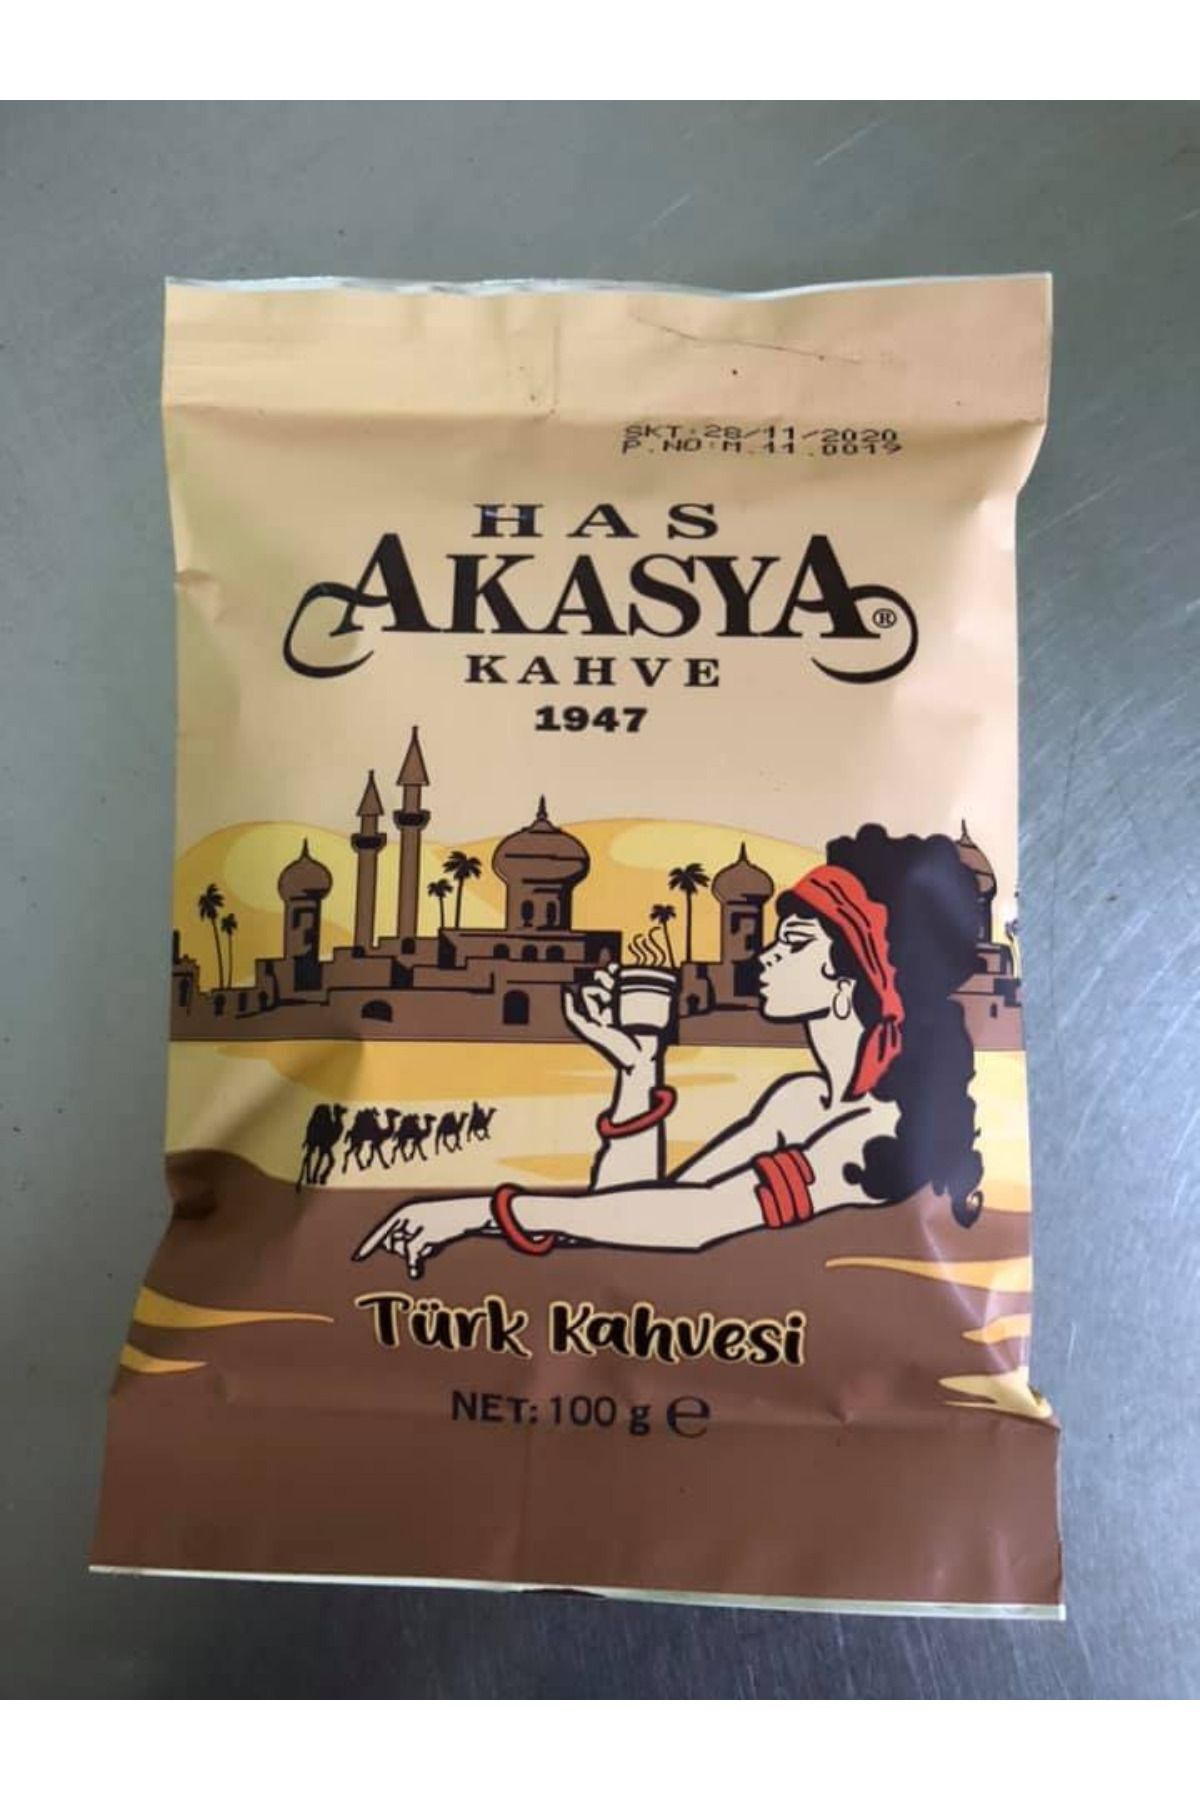 SKT:28/11/2020
P.NO:M.11.0019
HAS
AKASYA®
KAHVE
1947
Türk Kahvesi
NET: 100 g ℮